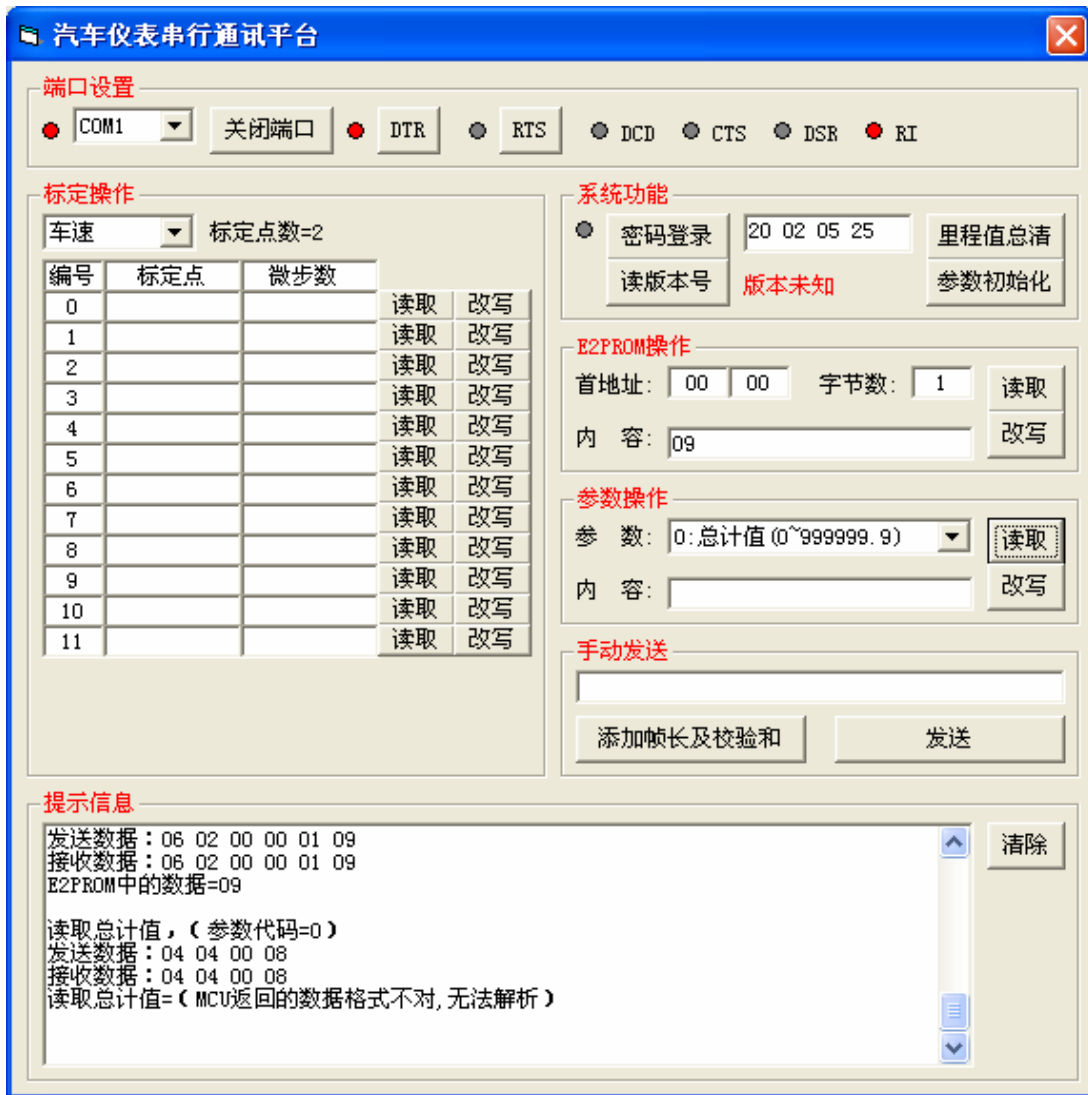 汽车仪表串行通讯平台
端口设置
COM1 关闭端口 DTR RTS DCD CTS DSR RI
标定操作
车速 标定点数=2
编号 标定点 微步数
0 读取 改写
1 读取 改写
2 读取 改写
3 读取 改写
4 读取 改写
5 读取 改写
6 读取 改写
7 读取 改写
8 读取 改写
9 读取 改写
10 读取 改写
11 读取 改写
系统功能
密码登录 20 02 05 25 里程值总清
读版本号 版本未知 参数初始化
E2PROM操作
首地址: 00 00 字节数: 1 读取
内 容: 09 改写
参数操作
参 数: 0:总计值(0~999999.9) 读取
内 容: 改写
手动发送
添加帧长及校验和 发送
提示信息
发送数据：06 02 00 00 01 09
接收数据：06 02 00 00 01 09
E2PROM中的数据=09
读取总计值，(参数代码=0)
发送数据：04 04 00 08
接收数据：04 04 00 08
读取总计值=(MCU返回的数据格式不对,无法解析)
清除